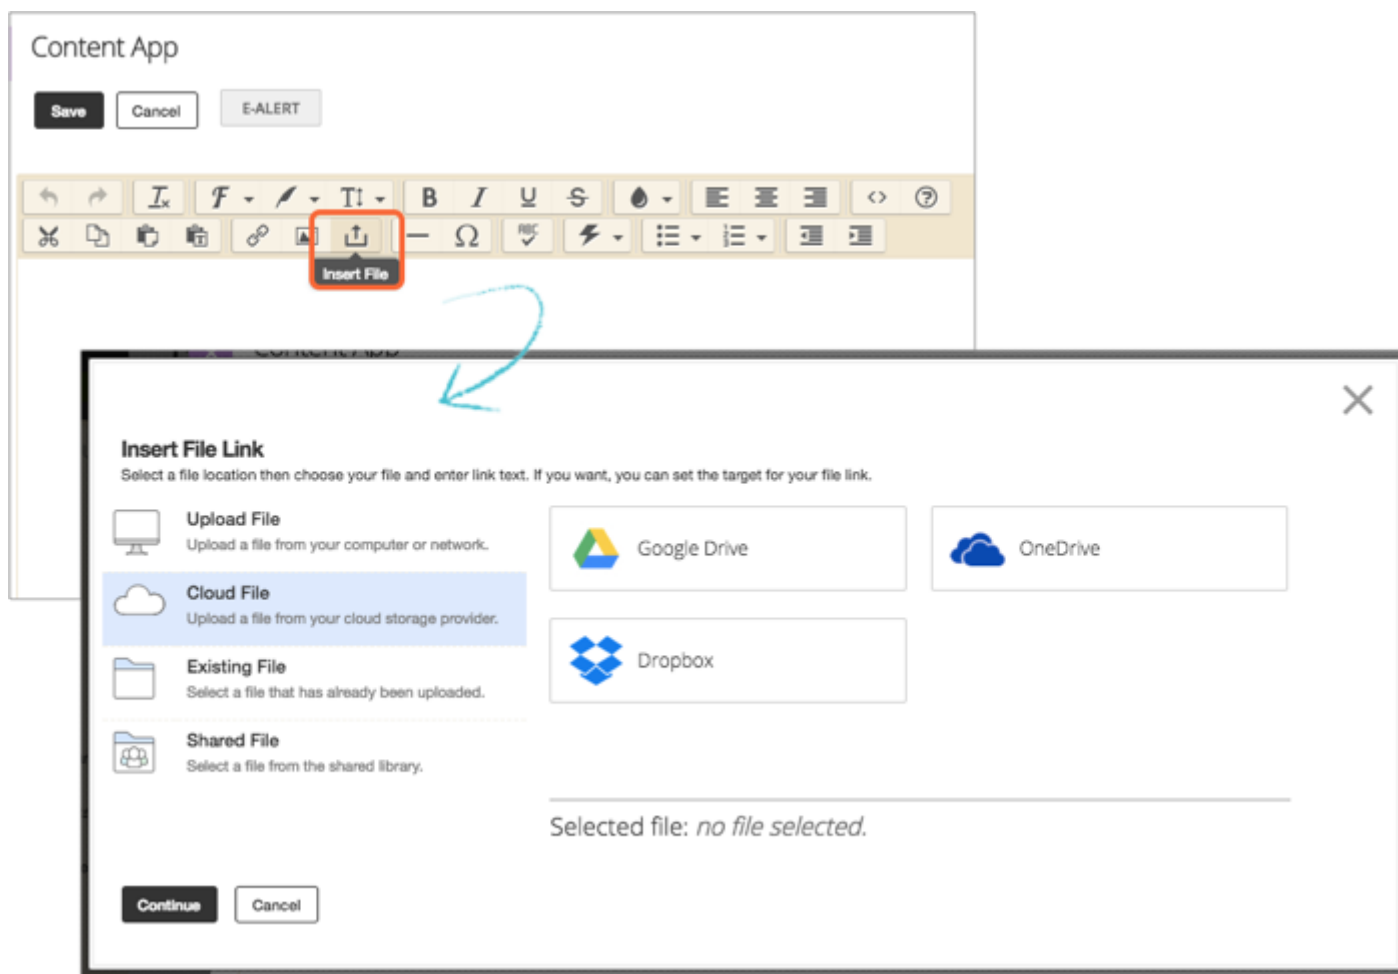 Content App
Save Cancel E-ALERT
Insert File
Content App
Insert File Link
Select a file location then choose your file and enter link text. If you want, you can set the target for your file link.
Upload File
Upload a file from your computer or network.
Cloud File
Upload a file from your cloud storage provider.
Existing File
Select a file that has already been uploaded.
Shared File
Select a file from the shared library.
Google Drive
OneDrive
Dropbox
Selected file: no file selected.
Continue Cancel